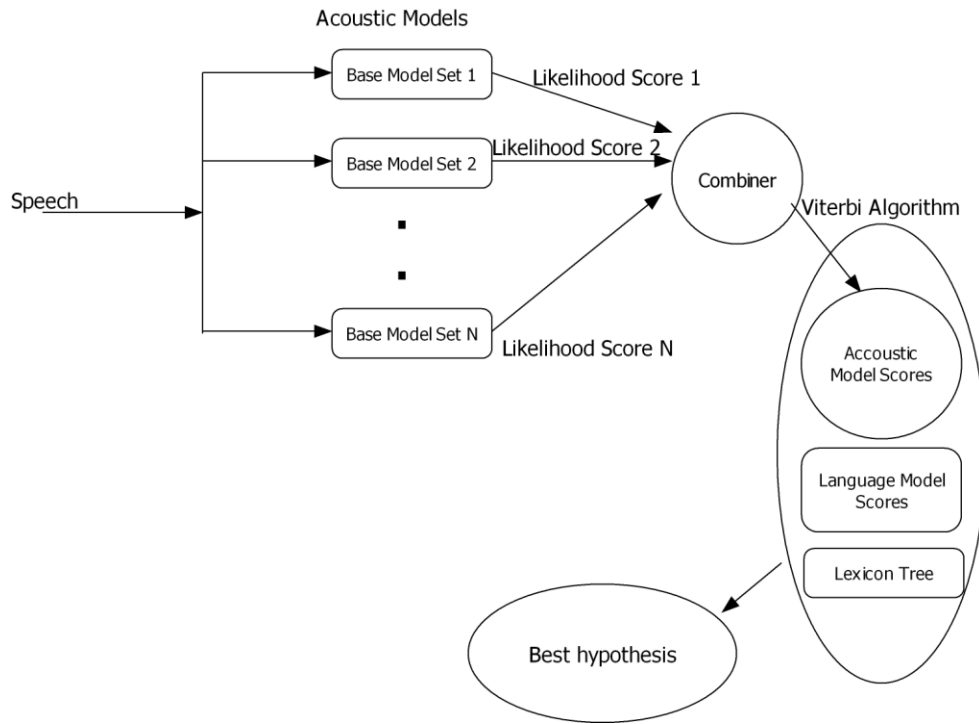 Acoustic Models
Base Model Set 1
Likelihood Score 1
Base Model Set 2
Likelihood Score 2
Combiner
Speech
Viterbi Algorithm
Base Model Set N
Likelihood Score N
Accoustic
Model Scores
Language Model
Scores
Lexicon Tree
Best hypothesis